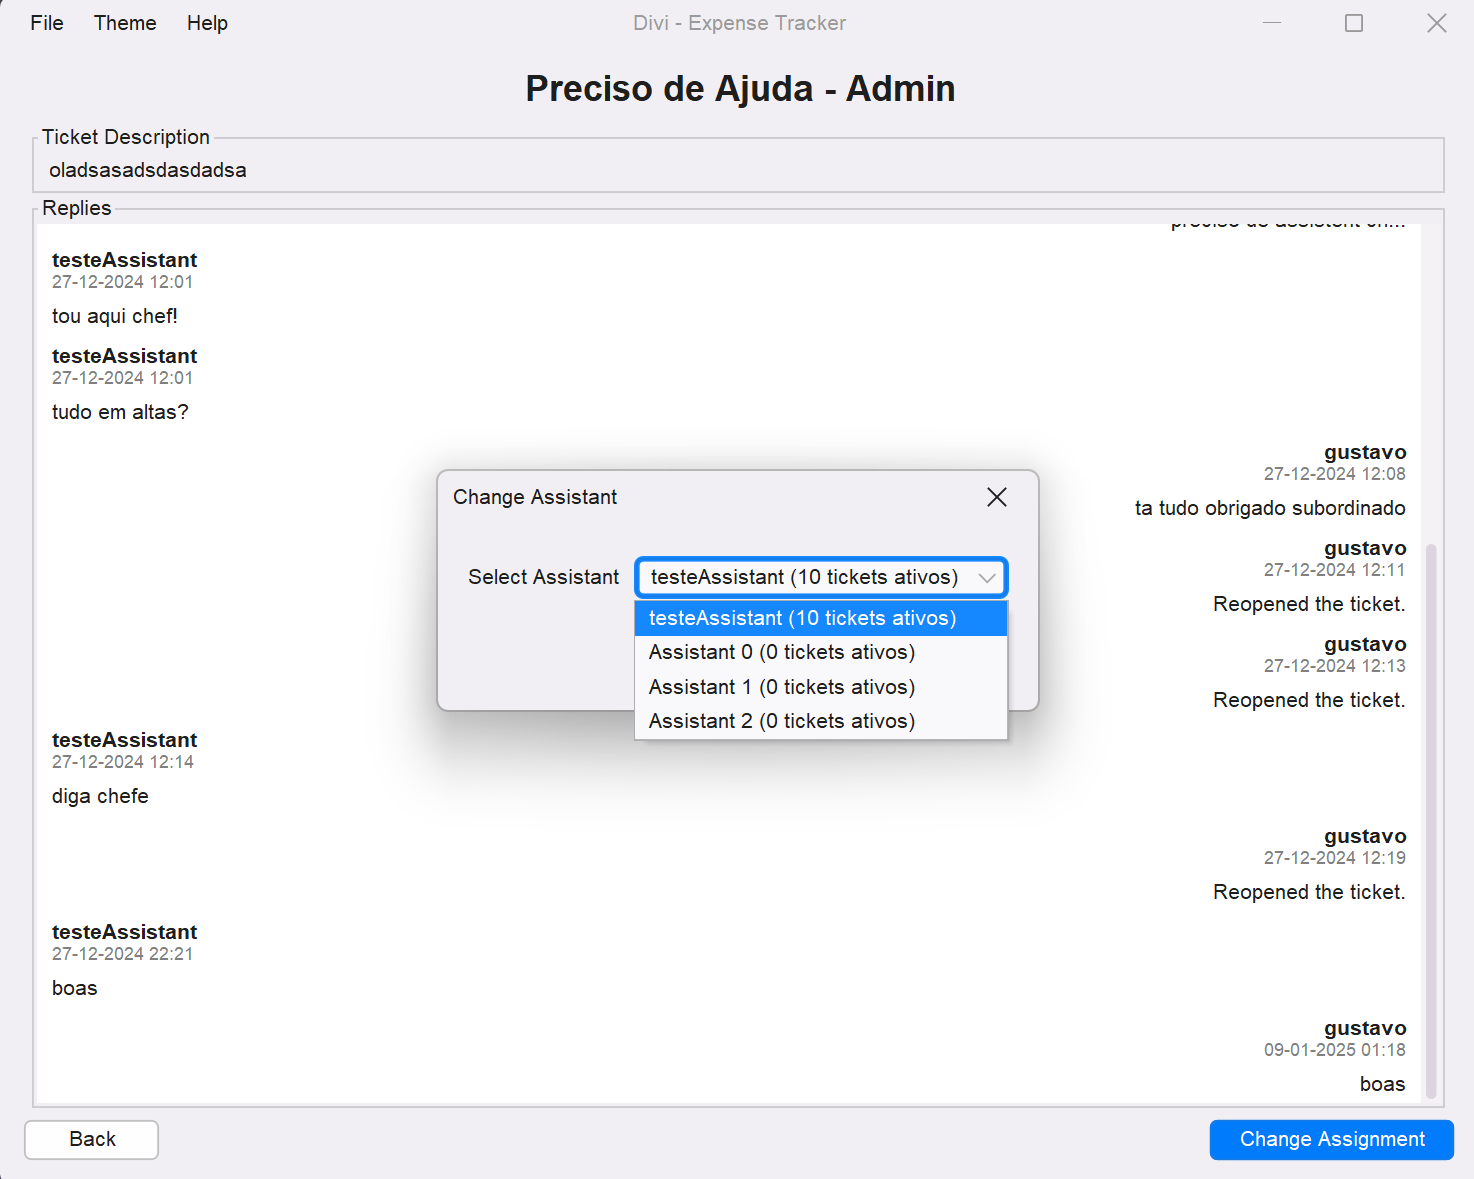 File Theme Help
Divi - Expense Tracker
Preciso de Ajuda - Admin
Ticket Description
oladsasadsdasdadsa
Replies
testeAssistant
27-12-2024 12:01
tou aqui chef!
testeAssistant
27-12-2024 12:01
tudo em altas?
gustavo
27-12-2024 12:08
ta tudo obrigado subordinado
gustavo
27-12-2024 12:11
Reopened the ticket.
gustavo
27-12-2024 12:13
Reopened the ticket.
Change Assistant
Select Assistant
testeAssistant (10 tickets ativos)
testeAssistant (10 tickets ativos)
Assistant 0 (0 tickets ativos)
Assistant 1 (0 tickets ativos)
Assistant 2 (0 tickets ativos)
testeAssistant
27-12-2024 12:14
diga chefe
gustavo
27-12-2024 12:19
Reopened the ticket.
testeAssistant
27-12-2024 22:21
boas
gustavo
09-01-2025 01:18
boas
Back
Change Assignment